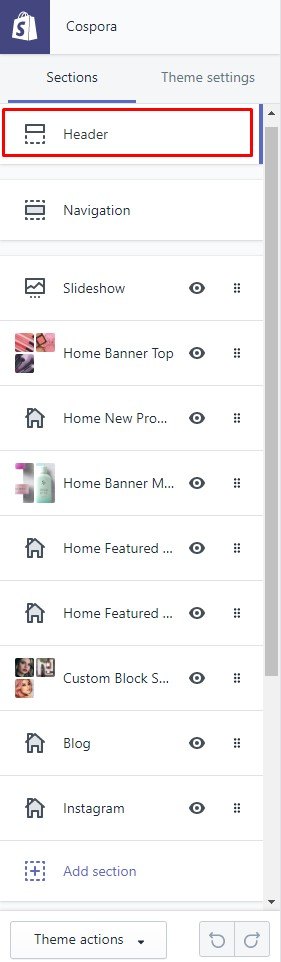 Cospora
Sections
Theme settings
Header
Navigation
Slideshow
Home Banner Top
Home New Pro...
Home Banner M...
Home Featured ...
Home Featured ...
Custom Block S...
Blog
Instagram
Add section
Theme actions